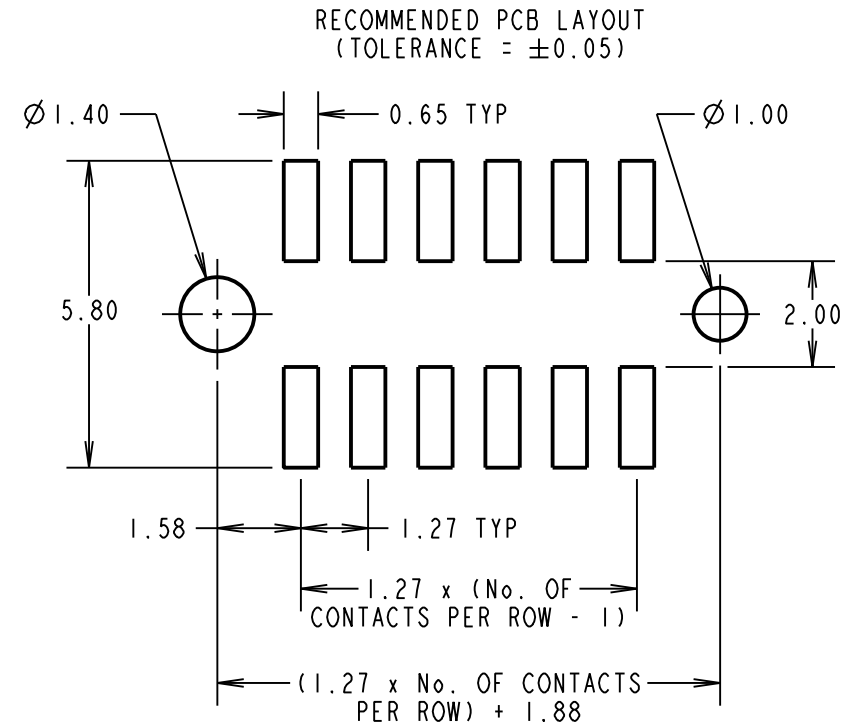 RECOMMENDED PCB LAYOUT
(TOLERANCE = ±0.05)
Ø1.40
0.65 TYP
Ø1.00
5.80
2.00
1.58
1.27 TYP
1.27 x (No. OF
CONTACTS PER ROW - 1)
(1.27 x No. OF CONTACTS
PER ROW) + 1.88